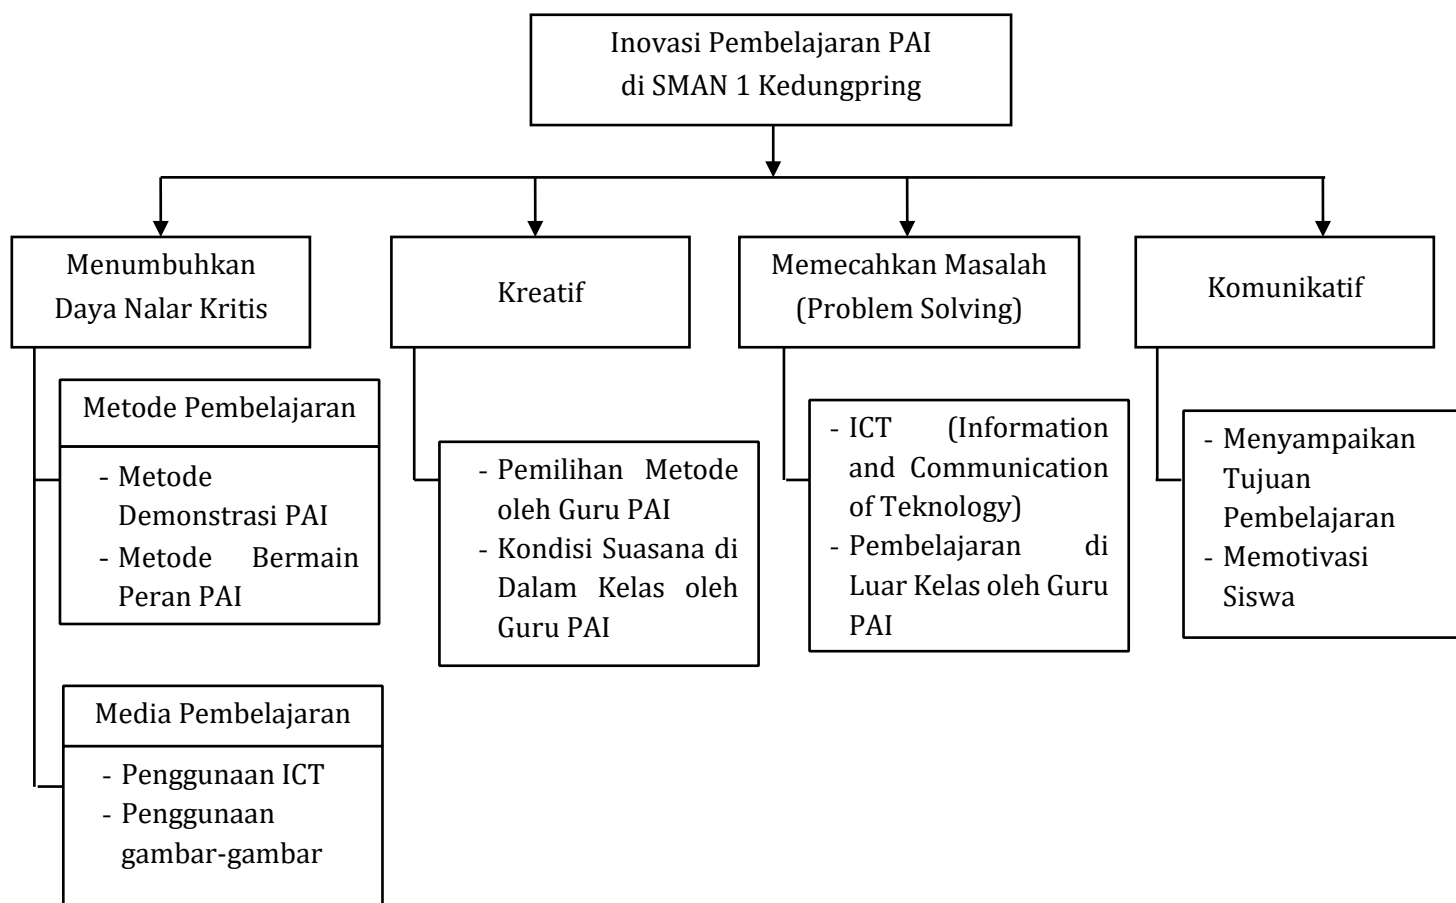 Inovasi Pembelajaran PAI
di SMAN 1 Kedungpring
Menumbuhkan
Daya Nalar Kritis
Kreatif
Memecahkan Masalah
(Problem Solving)
Komunikatif
Metode Pembelajaran
- Metode
Demonstrasi PAI
- Metode Bermain
Peran PAI
Media Pembelajaran
- Penggunaan ICT
- Penggunaan
gambar-gambar
- Pemilihan Metode
oleh Guru PAI
- Kondisi Suasana di
Dalam Kelas oleh
Guru PAI
- ICT (Information
and Communication
of Teknology)
- Pembelajaran di
Luar Kelas oleh Guru
PAI
- Menyampaikan
Tujuan
Pembelajaran
- Memotivasi
Siswa